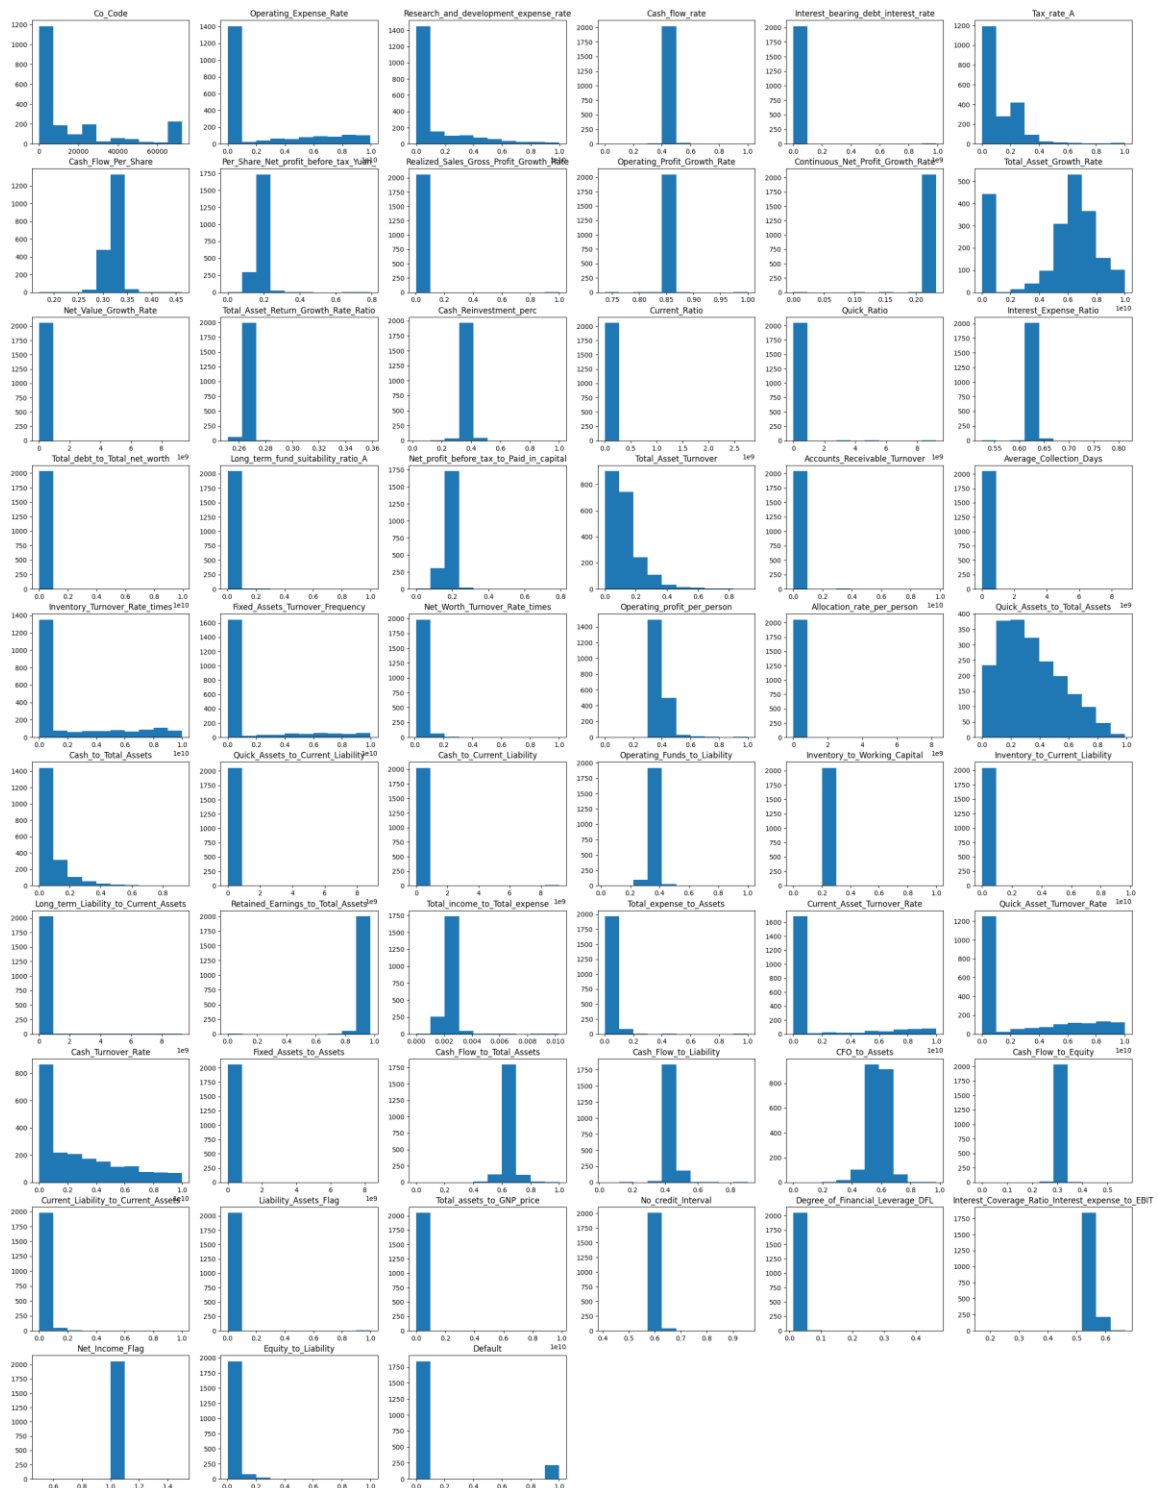 Co_Code
Operating_Expense_Rate
Research_and_development_expense_rate
Cash_flow_rate
Interest_bearing_debt_interest_rate
Tax_rate_A
Cash_Flow_Per_Share
Per_Share_Net_profit_before_tax_Yuan_
Realized_Sales_Gross_Profit_Growth_Rate
Operating_Profit_Growth_Rate
Continuous_Net_Profit_Growth_Rate
Total_Asset_Growth_Rate
Net_Value_Growth_Rate
Total_Asset_Return_Growth_Rate_Ratio
Cash_Reinvestment_perc
Current_Ratio
Quick_Ratio
Interest_Expense_Ratio
Total_debt_to_Total_net_worth
Long_term_fund_suitability_ratio_A
Net_profit_before_tax_to_Paid_in_capital
Total_Asset_Turnover
Accounts_Receivable_Turnover
Average_Collection_Days
Inventory_Turnover_Rate_times
Fixed_Assets_Turnover_Frequency
Net_Worth_Turnover_Rate_times
Operating_profit_per_person
Allocation_rate_per_person
Quick_Assets_to_Total_Assets
Cash_to_Total_Assets
Quick_Assets_to_Current_Liability
Cash_to_Current_Liability
Operating_Funds_to_Liability
Inventory_to_Working_Capital
Inventory_to_Current_Liability
Long_term_Liability_to_Current_Assets
Retained_Earnings_to_Total_Assets
Total_income_to_Total_expense
Total_expense_to_Assets
Current_Asset_Turnover_Rate
Quick_Asset_Turnover_Rate
Cash_Turnover_Rate
Fixed_Assets_to_Assets
Cash_Flow_to_Total_Assets
Cash_Flow_to_Liability
CFO_to_Assets
Cash_Flow_to_Equity
Current_Liability_to_Current_Assets
Liability_Assets_Flag
Total_assets_to_GNP_price
No_credit_Interval
Degree_of_Financial_Leverage_DFL
Interest_Coverage_Ratio_Interest_expense_to_EBIT
Net_Income_Flag
Equity_to_Liability
Default